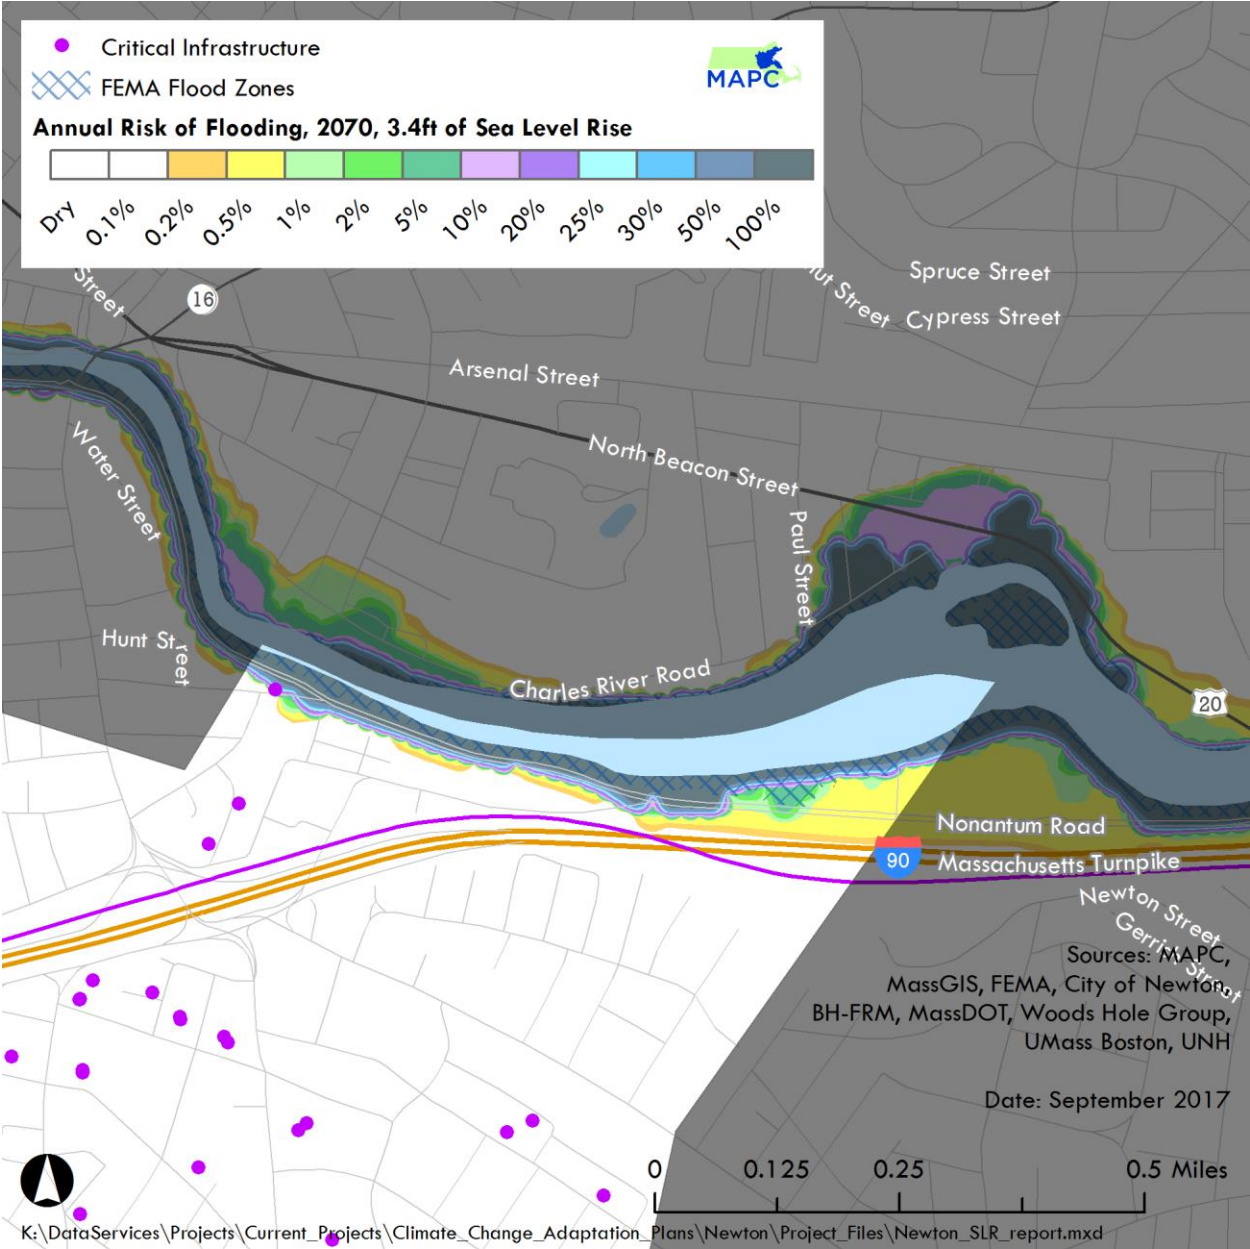 Critical Infrastructure
MAPC
FEMA Flood Zones
Annual Risk of Flooding, 2070, 3.4ft of Sea Level Rise
Dry 0.1% 0.2% 0.5% 1% 2% 5% 10% 20% 25% 30% 50% 100%
Street
16
Spruce Street
Street
Cypress Street
Arsenal Street
North Beacon Street
Water Street
Paul Street
Hunt Street
Charles River Road
20
Nonantum Road
90
Massachusetts Turnpike
Newton Street
Street
Sources: MAPC,
MassGIS, FEMA, City of Newton,
BH-FRM, MassDOT, Woods Hole Group,
UMass Boston, UNH
Date: September 2017
0 0.125 0.25 0.5 Miles
K:\DataServices\Projects\Current_Projects\Climate_Change_Adaptation_Plans\Newton\Project_Files\Newton_SLR_report.mxd